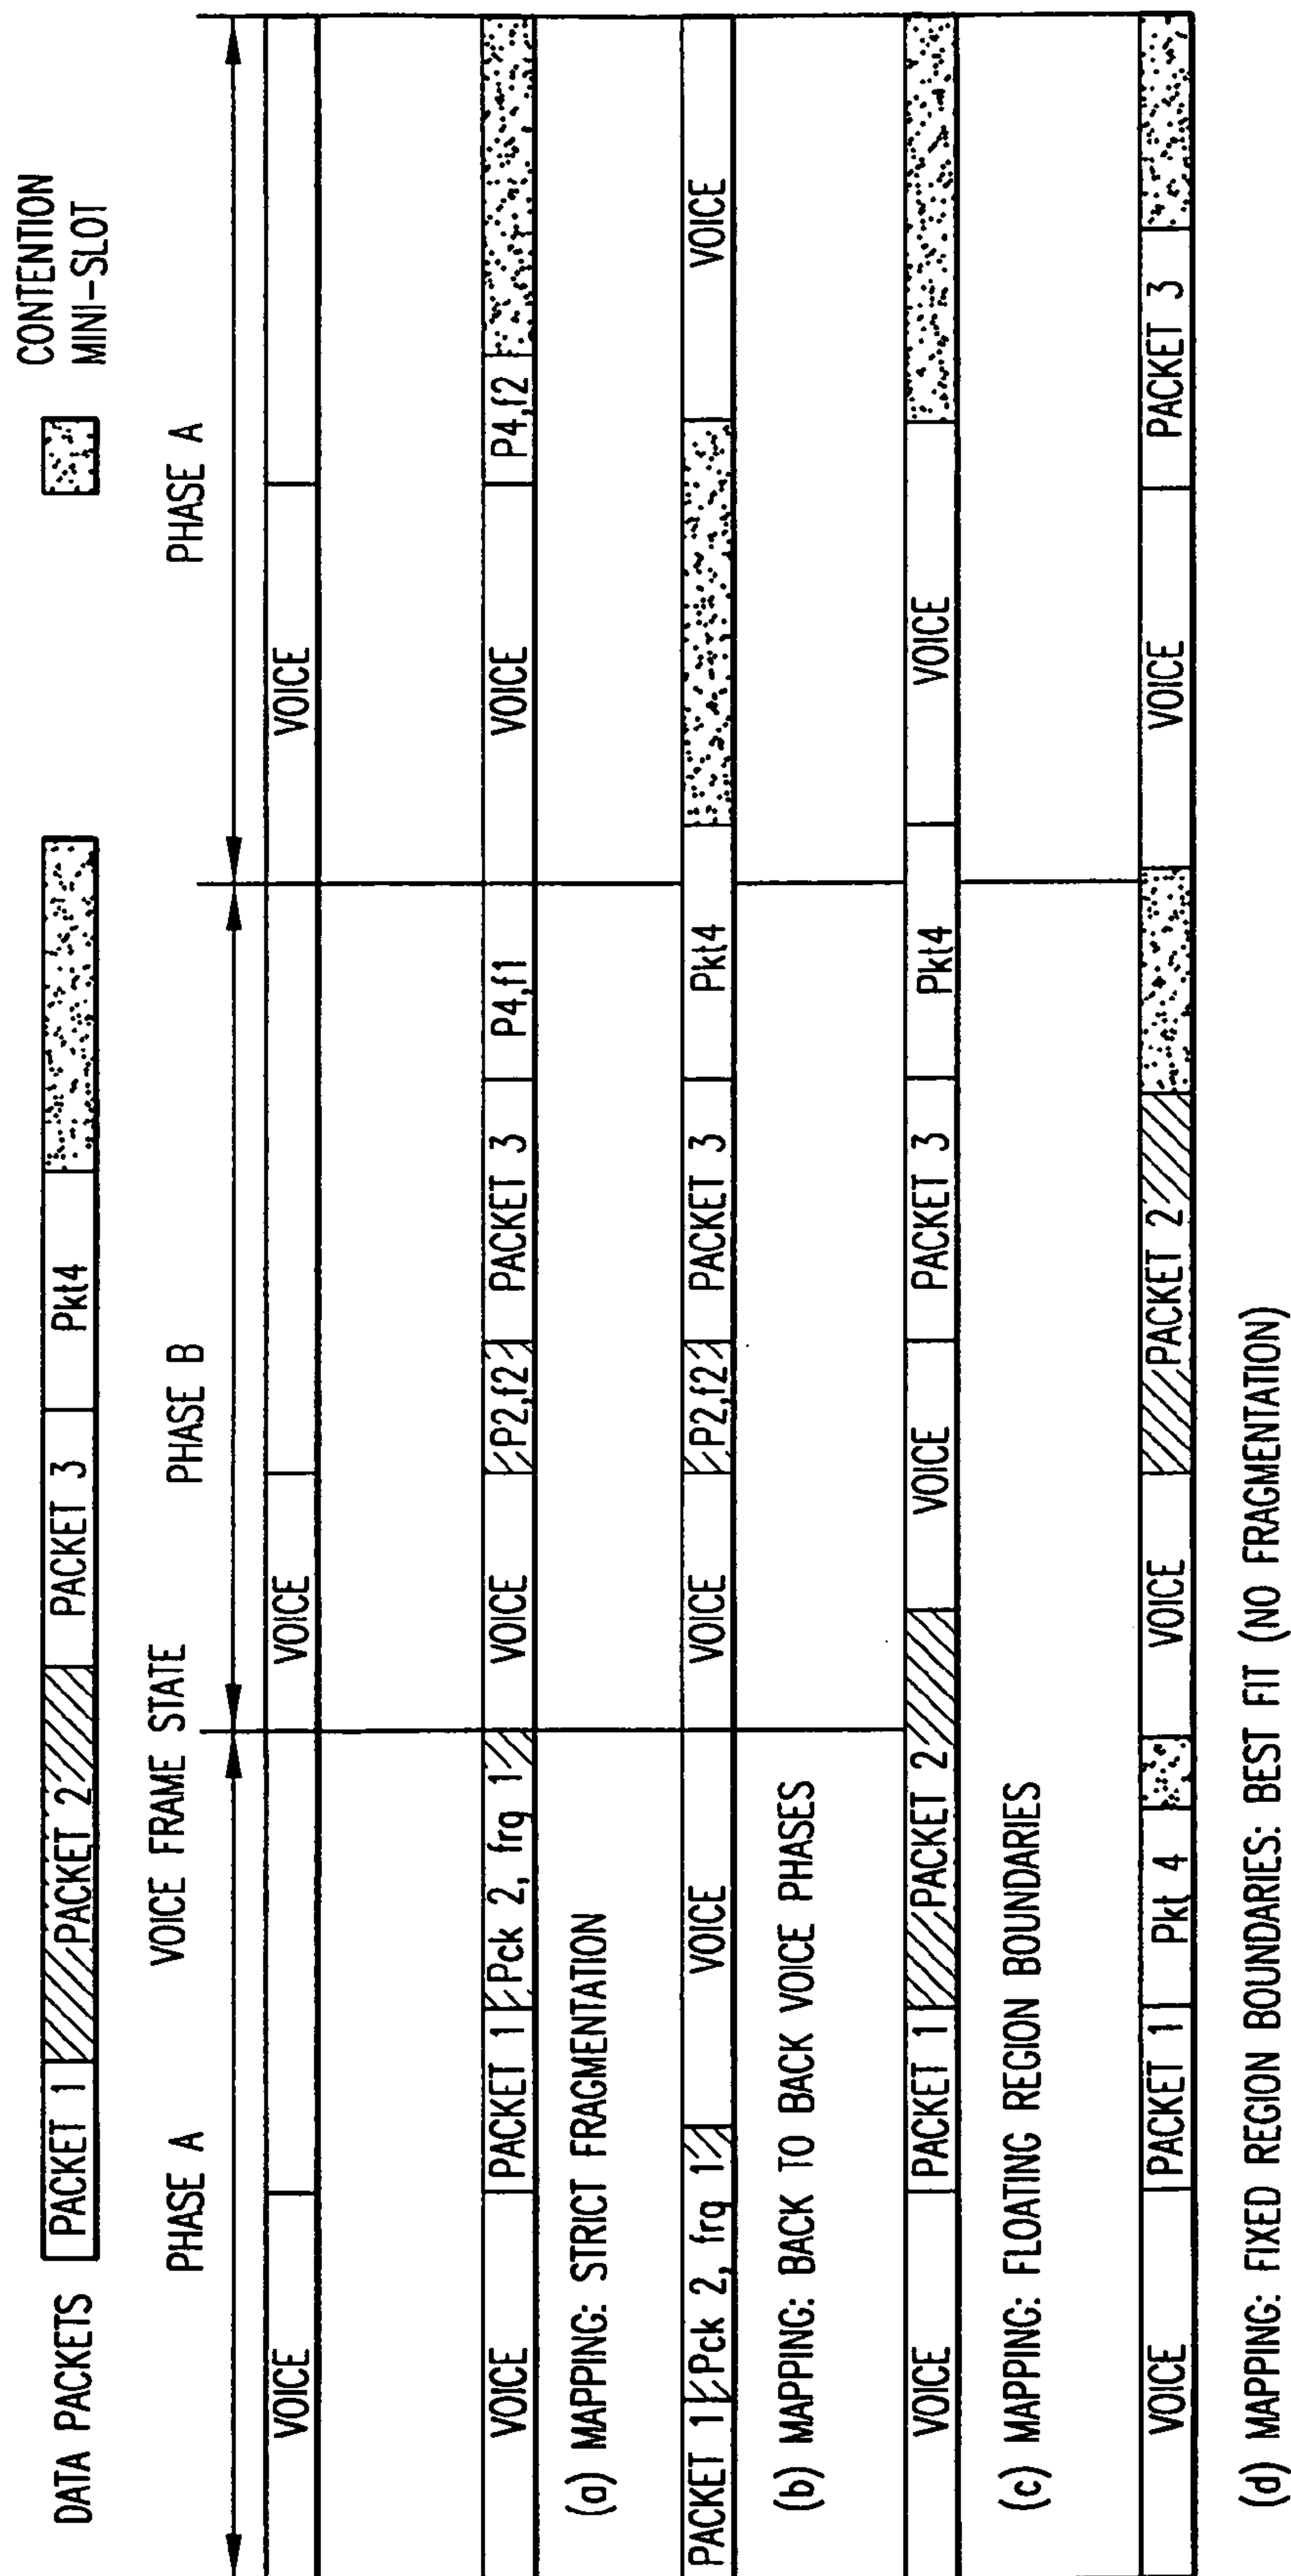 DATA PACKETS
PACKET 1
PACKET 2
PACKET 3
Pkt4
CONTENTION
MINI-SLOT
VOICE FRAME STATE
PHASE A
PHASE B
PHASE A
VOICE
VOICE
VOICE
VOICE
PACKET 1
Pck 2, frg 1
VOICE
P2,f2
PACKET 3
P4,f1
VOICE
P4,f2
(a) MAPPING: STRICT FRAGMENTATION
PACKET 1
Pck 2, frg 1
VOICE
VOICE
P2,f2
PACKET 3
Pkt4
VOICE
(b) MAPPING: BACK TO BACK VOICE PHASES
VOICE
PACKET 1
PACKET 2
VOICE
PACKET 3
Pkt4
VOICE
(c) MAPPING: FLOATING REGION BOUNDARIES
VOICE
PACKET 1
Pkt 4
VOICE
PACKET 2
VOICE
PACKET 3
(d) MAPPING: FIXED REGION BOUNDARIES: BEST FIT (NO FRAGMENTATION)